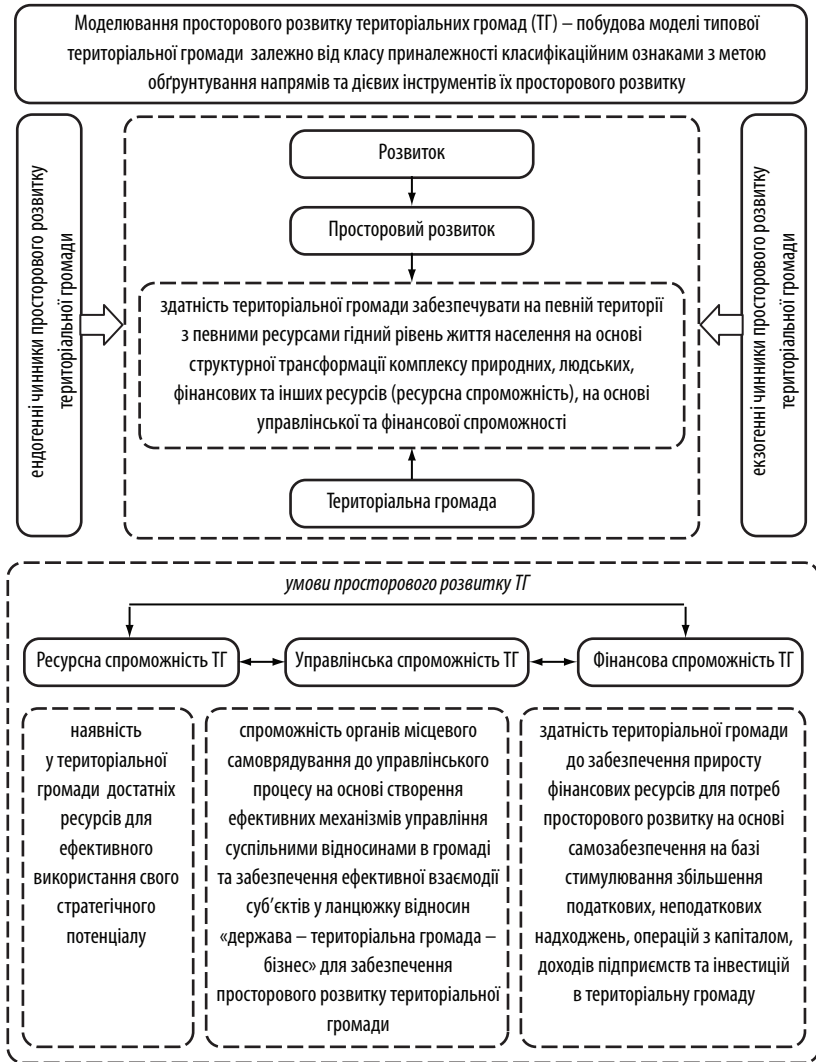 Моделювання просторового розвитку територіальних громад (ТГ) – побудова моделі типової
територіальної громади залежно від класу приналежності класифікаційним ознаками з метою
обґрунтування напрямів та дієвих інструментів їх просторового розвитку
ендогенні чинники просторового розвитку
територіальної громади
Розвиток
Просторовий розвиток
здатність територіальної громади забезпечувати на певній території
з певними ресурсами гідний рівень життя населення на основі
структурної трансформації комплексу природних, людських,
фінансових та інших ресурсів (ресурсна спроможність), на основі
управлінської та фінансової спроможності
Територіальна громада
екзогенні чинники просторового розвитку
територіальної громади
умови просторового розвитку ТГ
Ресурсна спроможність ТГ
Управлінська спроможність ТГ
Фінансова спроможність ТГ
наявність
у територіальної
громади достатніх
ресурсів для
ефективного
використання свого
стратегічного
потенціалу
спроможність органів місцевого
самоврядування до управлінського
процесу на основі створення
ефективних механізмів управління
суспільними відносинами в громаді
та забезпечення ефективної взаємодії
суб’єктів у ланцюжку відносин
«держава – територіальна громада –
бізнес» для забезпечення
просторового розвитку територіальної
громади
здатність територіальної громади
до забезпечення приросту
фінансових ресурсів для потреб
просторового розвитку на основі
самозабезпечення на базі
стимулювання збільшення
податкових, неподаткових
надходжень, операцій з капіталом,
доходів підприємств та інвестицій
в територіальну громаду